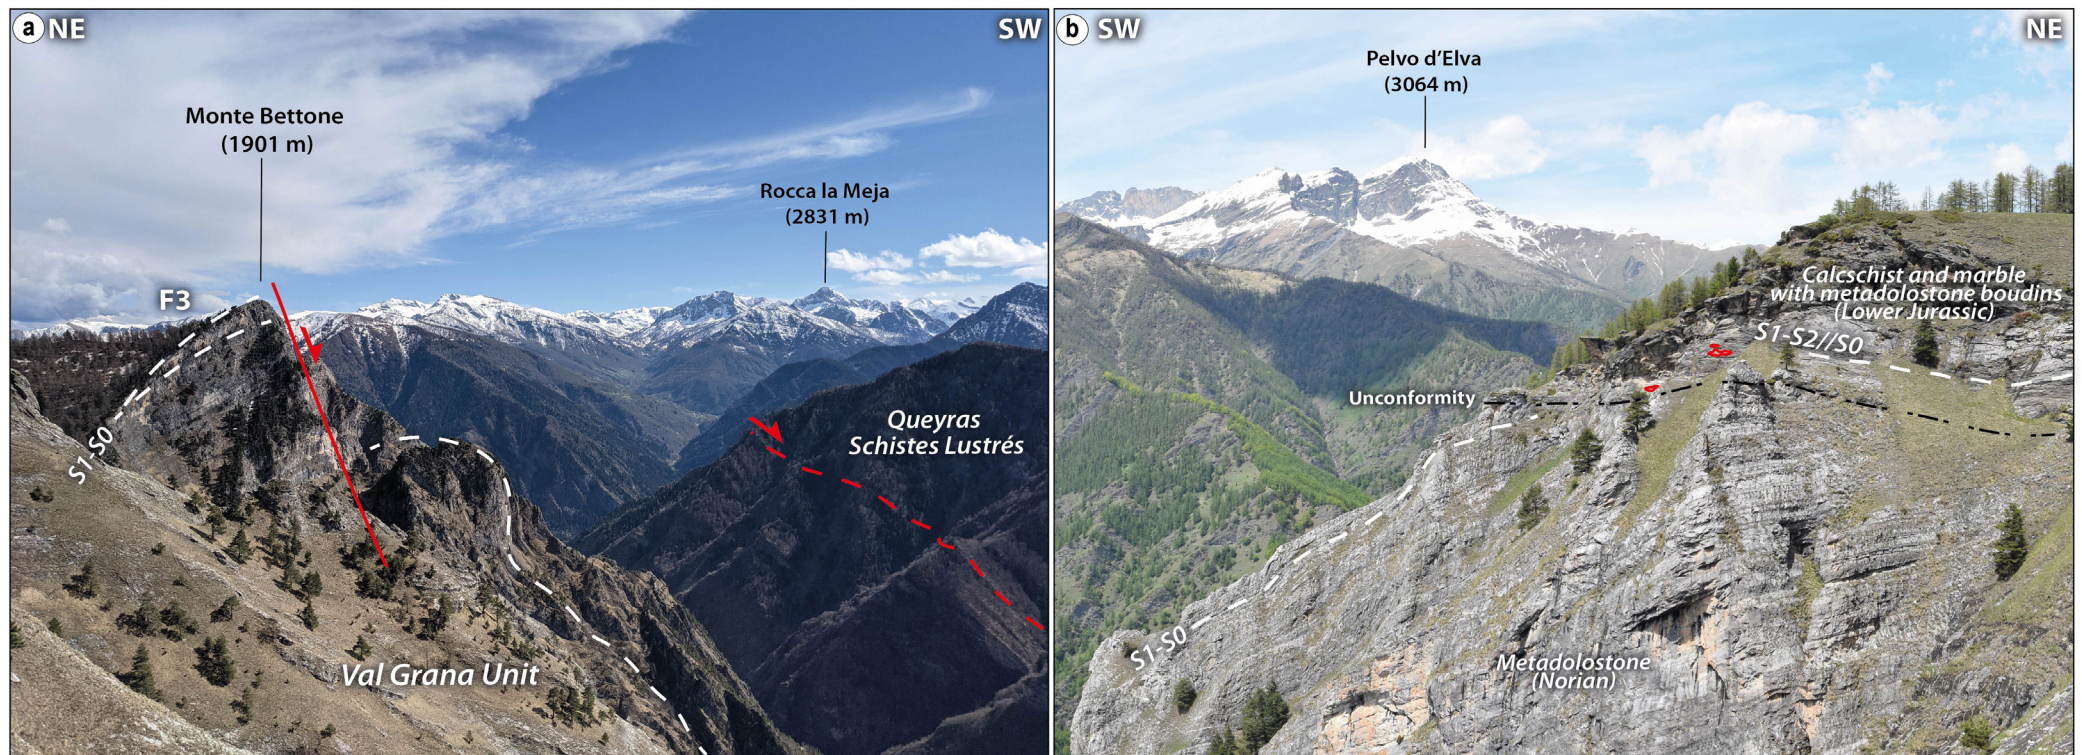 a NE
SW
Monte Bettone
(1901 m)
Rocca la Meja
(2831 m)
F3
S1-S0
Queyras
Schistes Lustrés
Val Grana Unit
b SW
NE
Pelvo d'Elva
(3064 m)
Calcschist and marble
with metadolostone boudins
(Lower Jurassic)
S1-S2//S0
Unconformity
S1-S0
Metadolostone
(Norian)